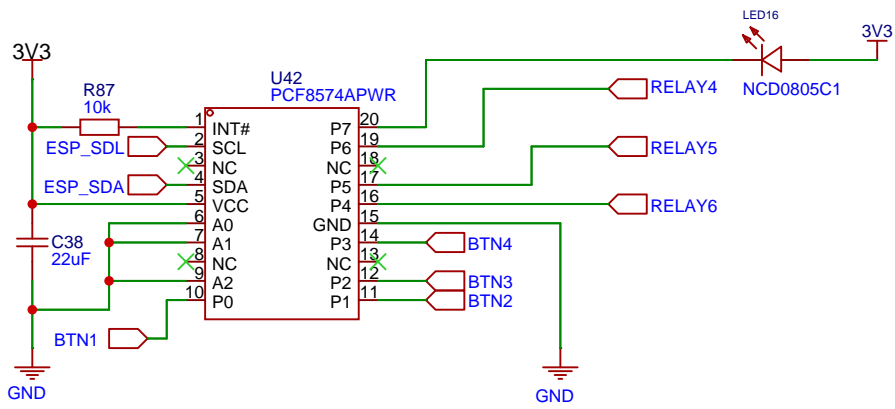 LED16
3V3
NCD0805C1
3V3
R87
10k
U42
PCF8574APWR
1
INT#
P7
20
RELAY4
ESP_SDL
2
SCL
P6
19
3
NC
NC
18
RELAY5
ESP_SDA
4
SDA
P5
17
5
VCC
P4
16
RELAY6
6
A0
GND
15
C38
22uF
7
A1
P3
14
BTN4
8
NC
NC
13
9
A2
P2
12
BTN3
10
P0
P1
11
BTN2
BTN1
GND
GND